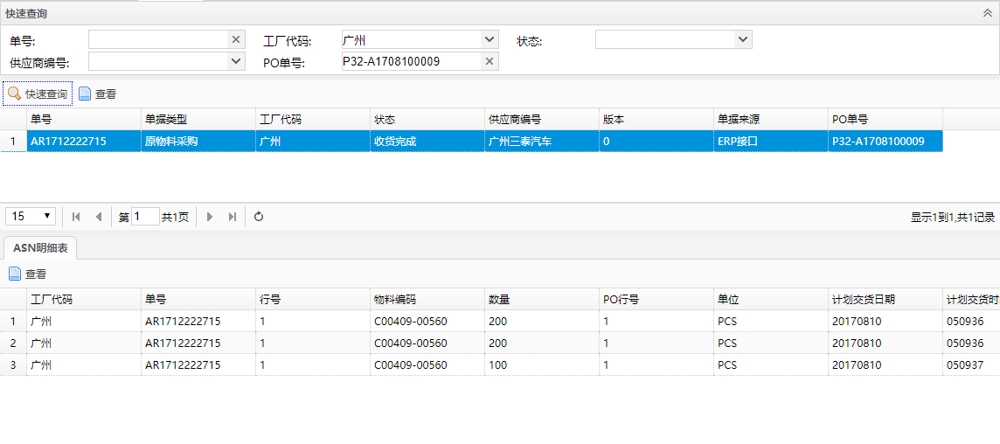 快速查询
单号: 工厂代码: 广州 状态:
供应商编号: PO单号: P32-A1708100009
快速查询 查看
单号 单据类型 工厂代码 状态 供应商编号 版本 单据来源 PO单号
1 AR1712222715 原物料采购 广州 收货完成 广州三泰汽车 0 ERP接口 P32-A1708100009
15 第 1 共1页 显示1到1,共1记录
ASN明细表
查看
工厂代码 单号 行号 物料编码 数量 PO行号 单位 计划交货日期 计划交货时
1 广州 AR1712222715 1 C00409-00560 200 1 PCS 20170810 050936
2 广州 AR1712222715 1 C00409-00560 200 1 PCS 20170810 050936
3 广州 AR1712222715 1 C00409-00560 100 1 PCS 20170810 050937